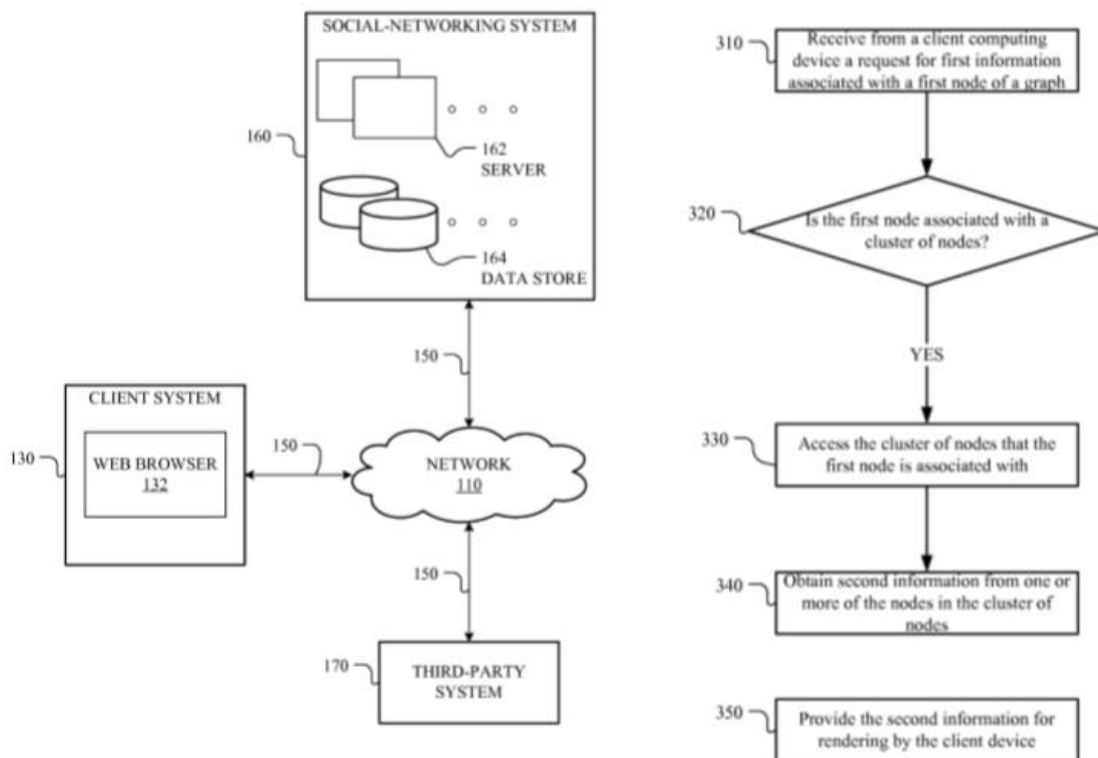 SOCIAL-NETWORKING SYSTEM
160
162
SERVER
164
DATA STORE
150
CLIENT SYSTEM
130
WEB BROWSER
132
150
NETWORK
110
150
170
THIRD-PARTY
SYSTEM
310
Receive from a client computing
device a request for first information
associated with a first node of a graph
320
Is the first node associated with a
cluster of nodes?
YES
330
Access the cluster of nodes that the
first node is associated with
340
Obtain second information from one or
more of the nodes in the cluster of
nodes
350
Provide the second information for
rendering by the client device